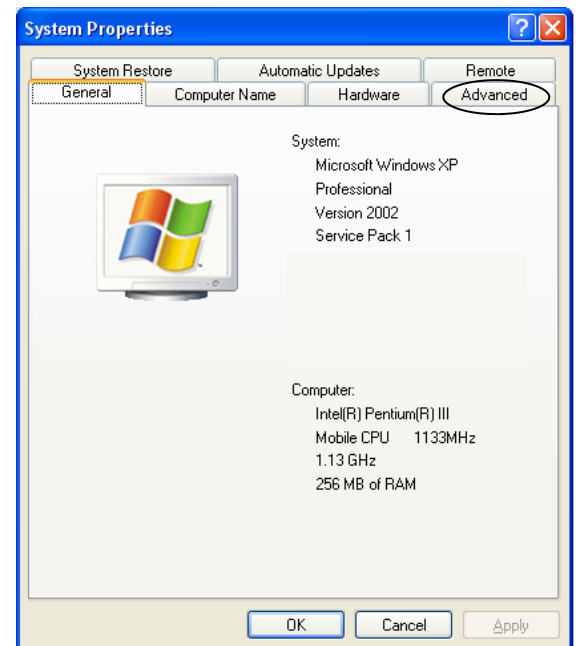 System Properties
System Restore Automatic Updates Remote
General Computer Name Hardware Advanced
System:
Microsoft Windows XP
Professional
Version 2002
Service Pack 1
Computer:
Intel(R) Pentium(R) III
Mobile CPU 1133MHz
1.13 GHz
256 MB of RAM
OK Cancel Apply